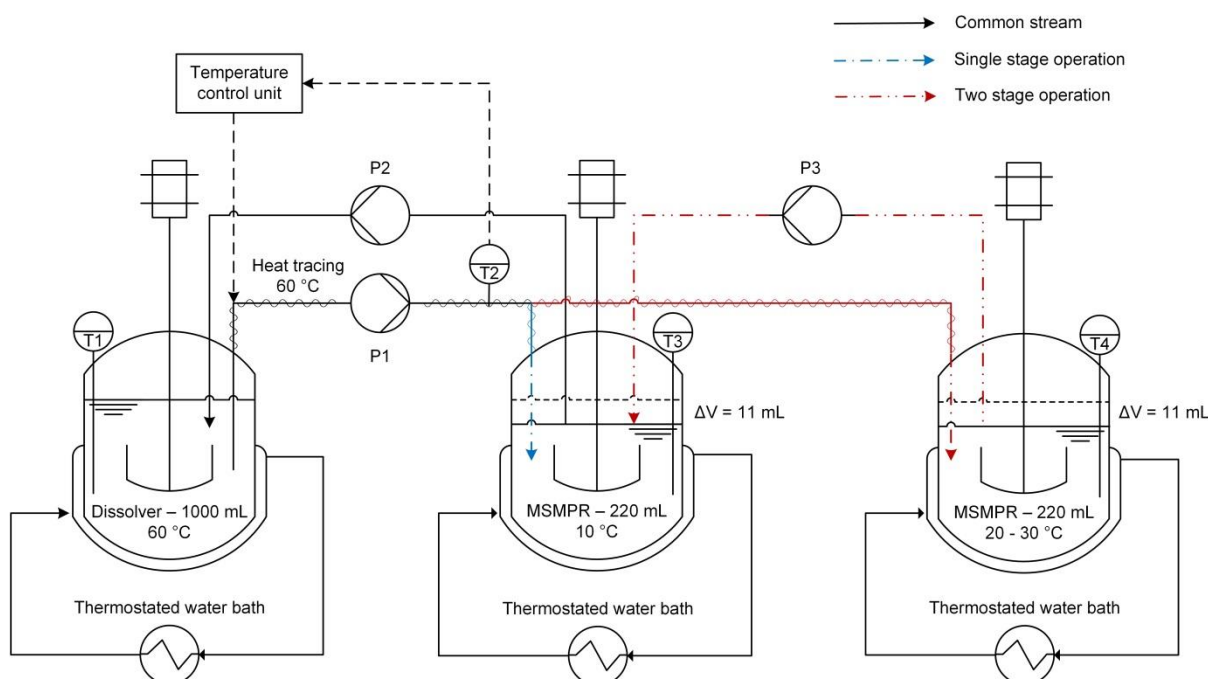 Common stream
Single stage operation
Two stage operation
Temperature
control unit
P2
P3
Heat tracing
60 °C
T2
P1
T1
T3
T4
ΔV = 11 mL
ΔV = 11 mL
Dissolver – 1000 mL
60 °C
MSMPR – 220 mL
10 °C
MSMPR – 220 mL
20 - 30 °C
Thermostated water bath
Thermostated water bath
Thermostated water bath